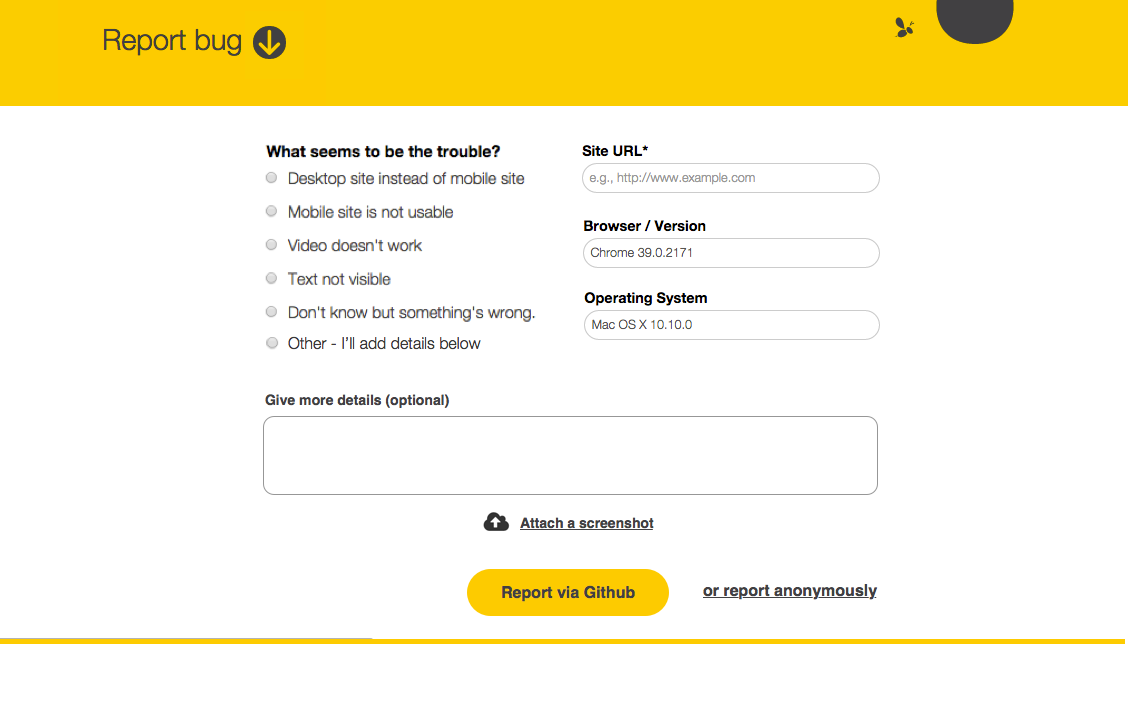 Report bug
What seems to be the trouble?
Desktop site instead of mobile site
Mobile site is not usable
Video doesn't work
Text not visible
Don't know but something's wrong.
Other - I’ll add details below
Site URL*
e.g., http://www.example.com
Browser / Version
Chrome 39.0.2171
Operating System
Mac OS X 10.10.0
Give more details (optional)
Attach a screenshot
Report via Github
or report anonymously